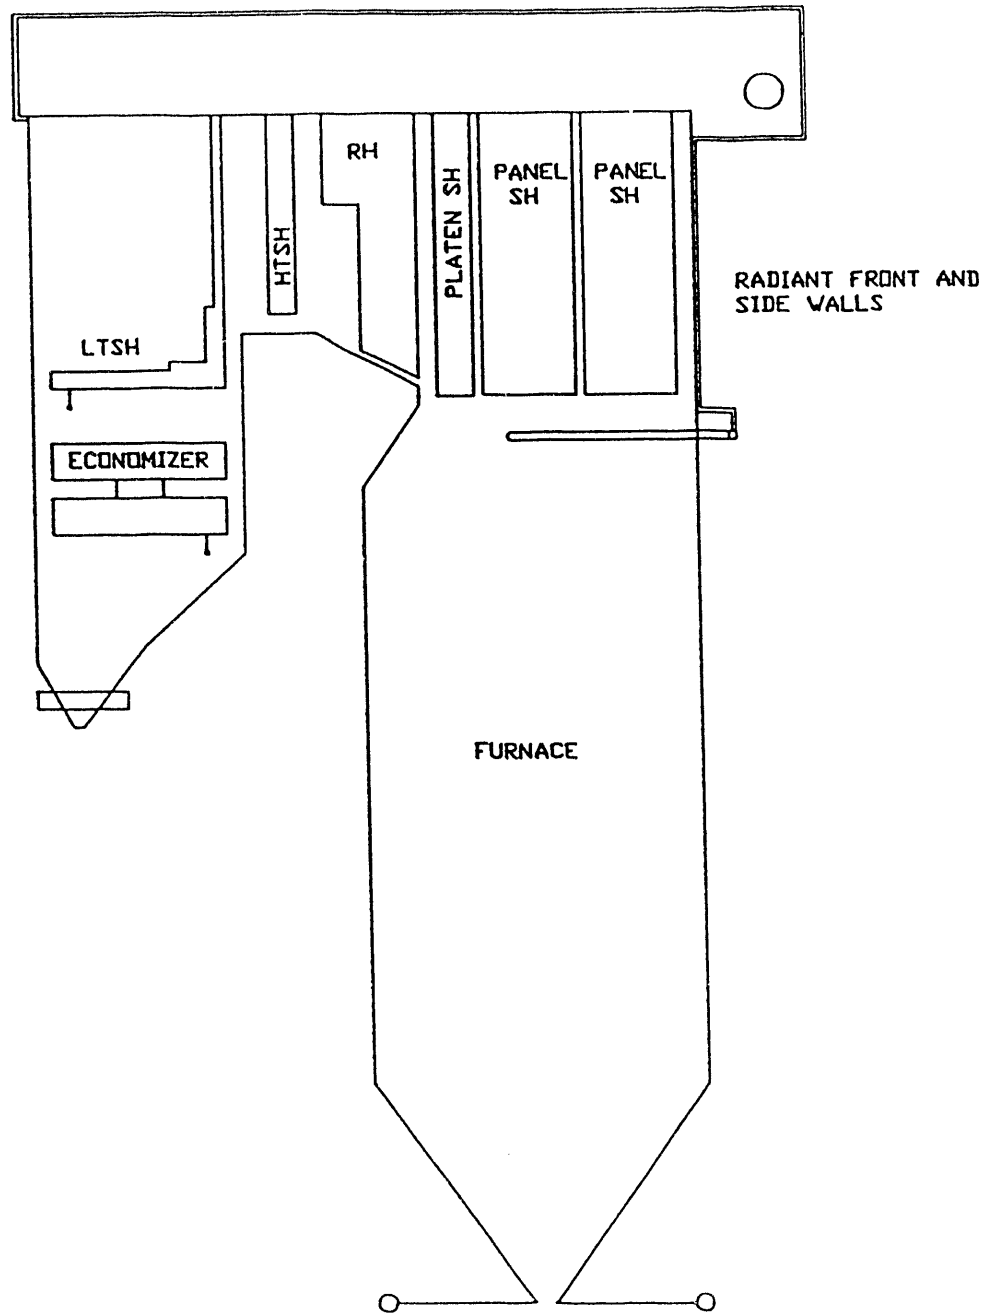 RH
PLATEN SH
PANEL
SH
PANEL
SH
HTSH
RADIANT FRONT AND
SIDE WALLS
LTSH
ECONOMIZER
FURNACE